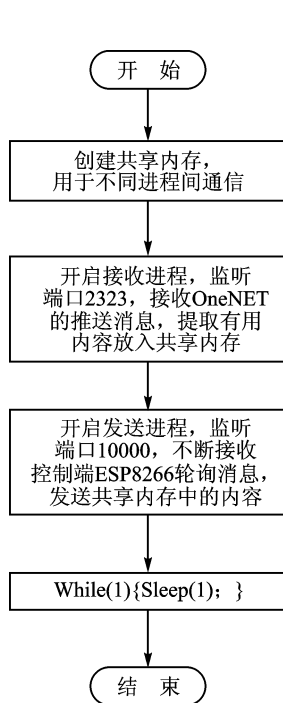 开 始
创建共享内存，
用于不同进程间通信
开启接收进程，监听
端口2323，接收OneNET
的推送消息，提取有用
内容放入共享内存
开启发送进程，监听
端口10000，不断接收
控制端ESP8266轮询消息，
发送共享内存中的内容
While(1){Sleep(1)；}
结 束